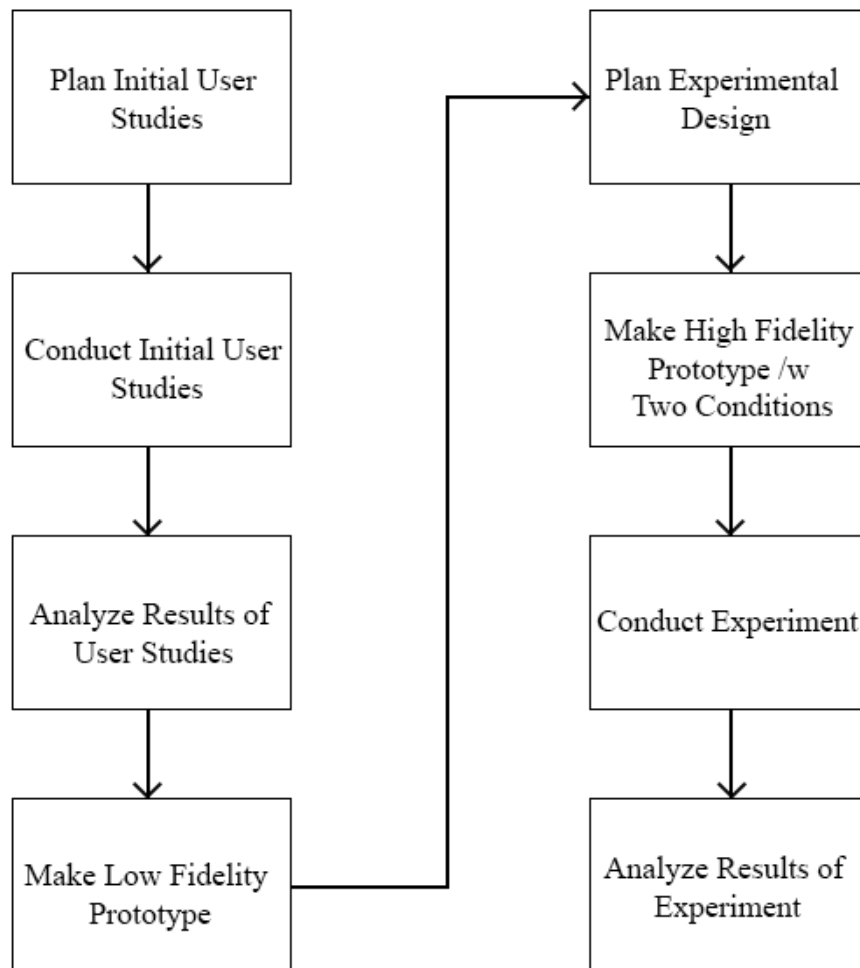 Plan Initial User
Studies
Conduct Initial User
Studies
Analyze Results of
User Studies
Make Low Fidelity
Prototype
Plan Experimental
Design
Make High Fidelity
Prototype /w
Two Conditions
Conduct Experiment
Analyze Results of
Experiment